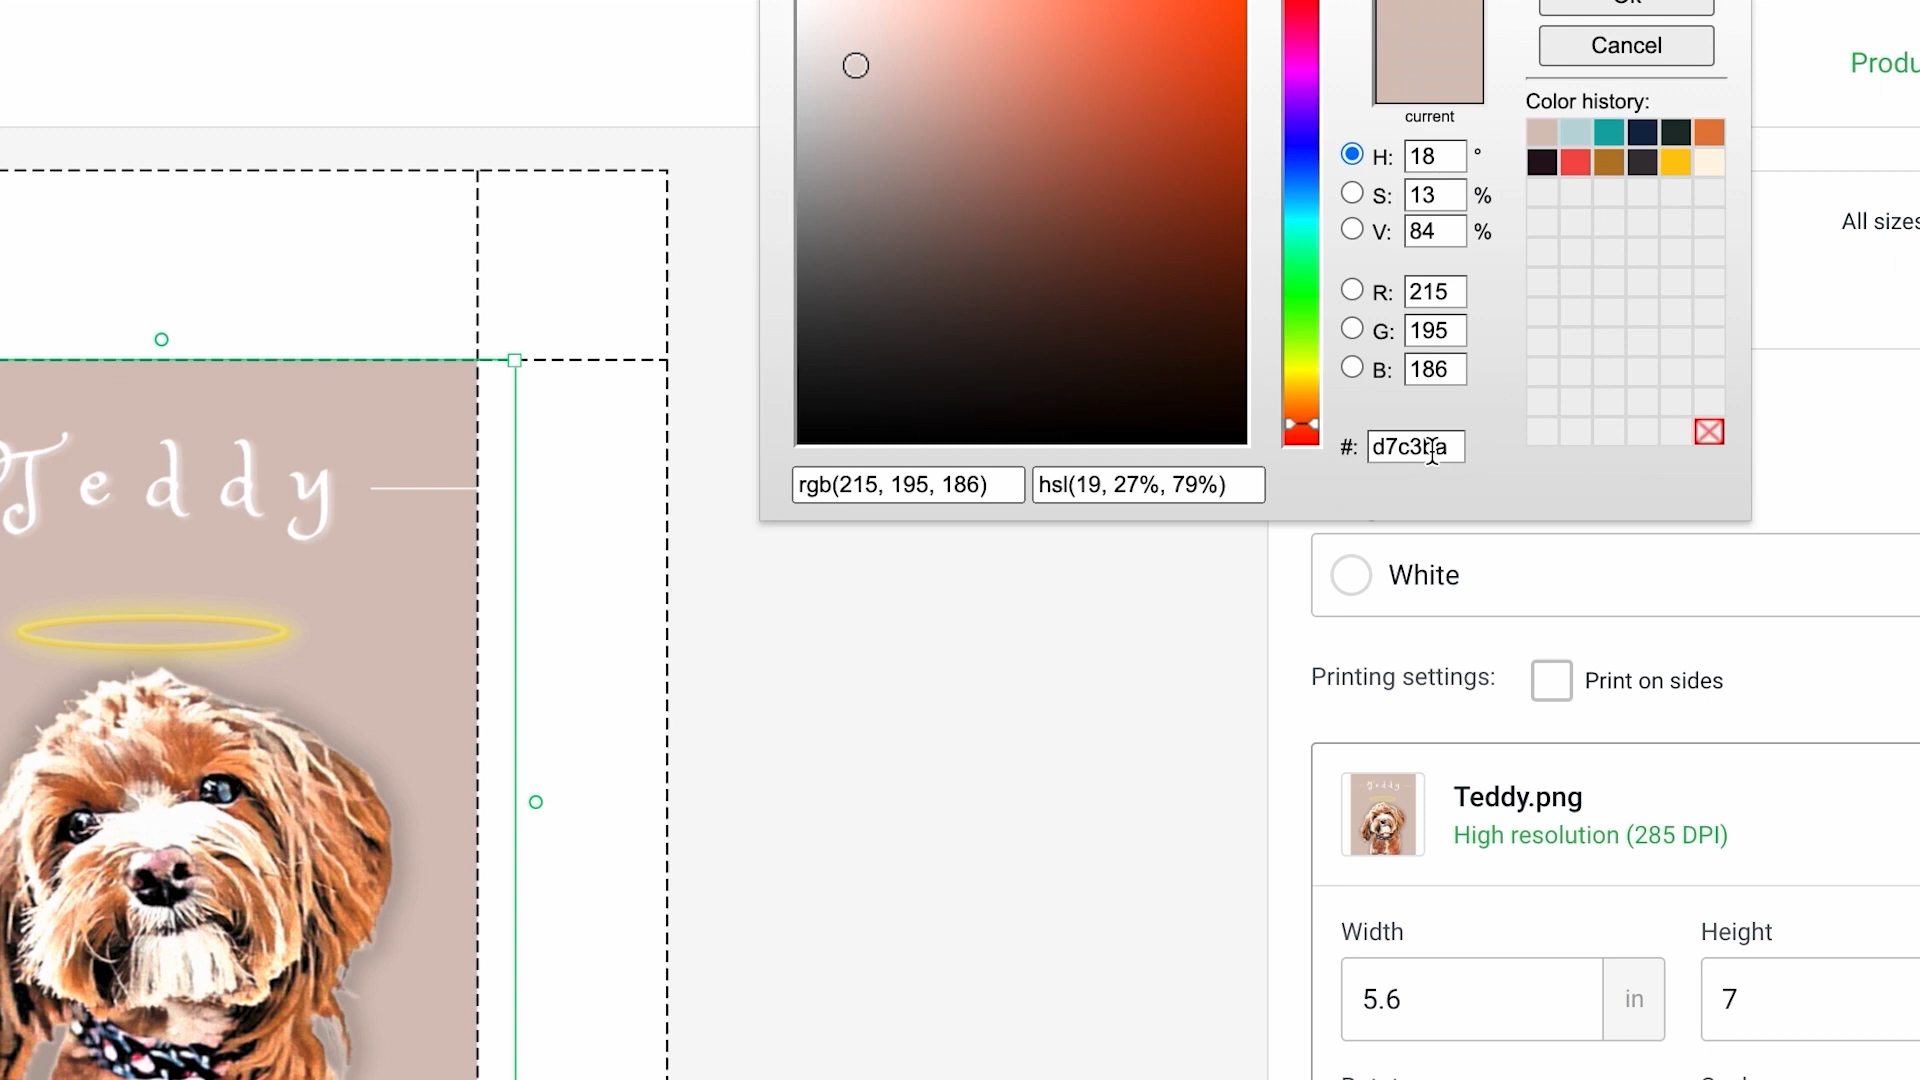 Cancel
Produ
Color history:
current
H: 18 °
S: 13 %
V: 84 %
All sizes
R: 215
G: 195
B: 186
#: d7c3ba
rgb(215, 195, 186)
hsl(19, 27%, 79%)
Teddy
White
Printing settings:
Print on sides
Teddy
Teddy.png
High resolution (285 DPI)
Width
Height
5.6 in
7